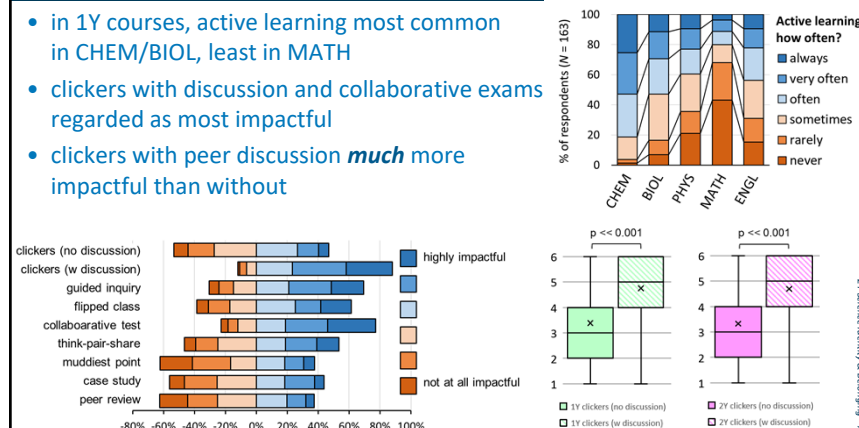 • in 1Y courses, active learning most common
in CHEM/BIOL, least in MATH
• clickers with discussion and collaborative exams
regarded as most impactful
• clickers with peer discussion much more
impactful than without
% of respondents (N = 163)
100
80
60
40
20
0
CHEM
BIOL
PHYS
MATH
ENGL
Active learning
how often?
always
very often
often
sometimes
rarely
never
clickers (no discussion)
clickers (w discussion)
guided inquiry
flipped class
collaboarative test
think-pair-share
muddiest point
case study
peer review
-80% -60% -40% -20% 0% 20% 40% 60% 80% 100%
highly impactful
not at all impactful
p << 0.001
6
5
4
3
2
1
1Y clickers (no discussion)
1Y clickers (w discussion)
p << 0.001
6
5
4
3
2
1
2Y clickers (no discussion)
2Y clickers (w discussion)